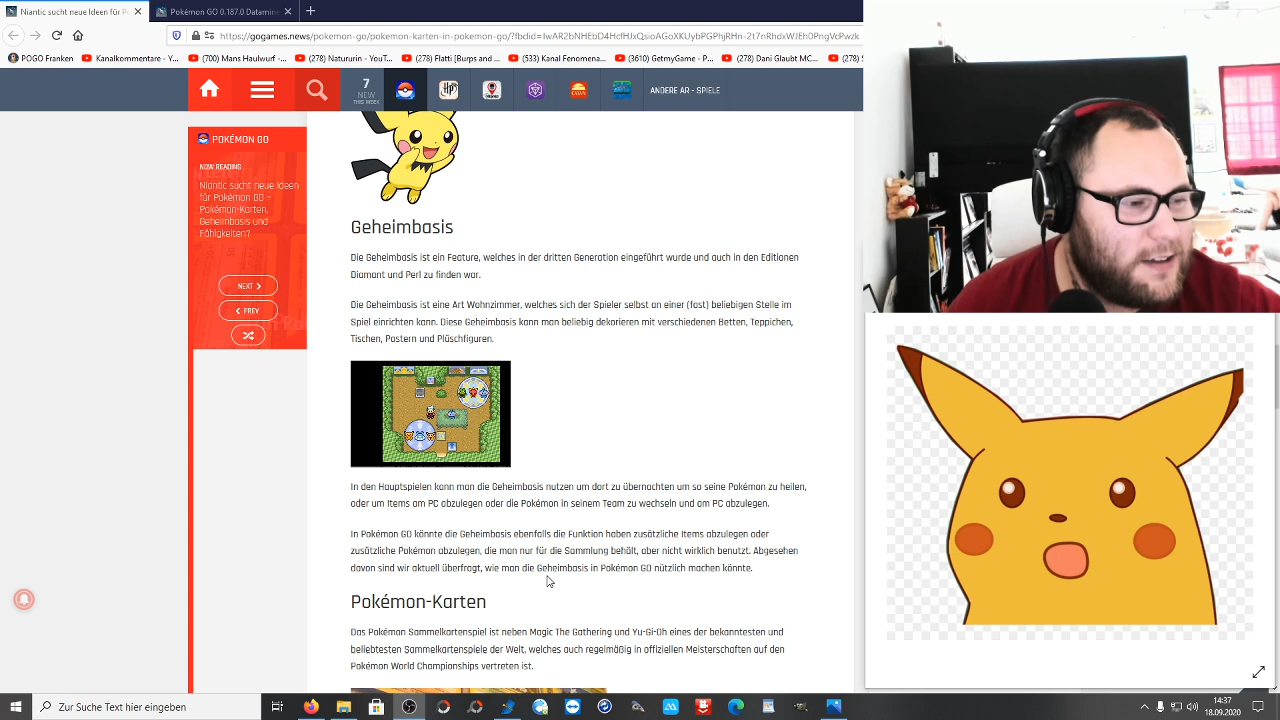 Niantic sucht neue Ideen für Po
Pokémon GO 0.187.0 Datamine
https://gogames.news/pokemon-go/pokemon-karten-in-pokemon-go/?fbclid=
POGO Franken
Kanalkommentare - Y...
(700) Mans Haulwurf -...
(278) Natururin - YouT...
(278) Flatti [Burps and ...
(533) Kanal Fenomena...
(3610) GetmyGame - P...
(278) Dani Glaubt MC...
7
NEW
THIS WEEK
ANDERE AR - SPIELE
POKÉMON GO
NOW READING
Niantic sucht neue Ideen
für Pokémon GO –
Pokémon-Karten,
Geheimbasis und
Fähigkeiten?
NEXT
PREV
Geheimbasis
Die Geheimbasis ist ein Feature, welches in der dritten Generation eingeführt wurde und auch in den Editionen
Diamant und Perl zu finden war.
Die Geheimbasis ist eine Art Wohnzimmer, welches sich der Spieler selbst an einer (fast) beliebigen Stelle im
Spiel einrichten kann. Diese Geheimbasis kann man beliebig dekorieren mit verschiedenen Betten, Teppichen,
Tischen, Postern und Plüschfiguren.
In den Hauptspielen kann man die Geheimbasis nutzen um dort zu übernachten um so seine Pokémon zu heilen,
oder um Items am PC abzulegen oder die Pokémon in seinem Team zu wechseln und am PC abzulegen.
In Pokémon GO könnte die Geheimbasis ebenfalls die Funktion haben zusätzliche Items abzulegen oder
zusätzliche Pokémon abzulegen, die man nur für die Sammlung behält, aber nicht wirklich benutzt. Abgesehen
davon sind wir aktuell überfragt, wie man die Geheimbasis in Pokémon GO nützlich machen könnte.
Pokémon-Karten
Das Pokémon Sammelkartenspiel ist neben Magic The Gathering und Yu-Gi-Oh eines der bekanntesten und
beliebtesten Sammelkartenspiele der Welt, welches auch regelmäßig in offiziellen Meisterschaften auf den
Pokémon World Championships vertreten ist.
Zur Suche Text hier eingeben
14:37
18.09.2020